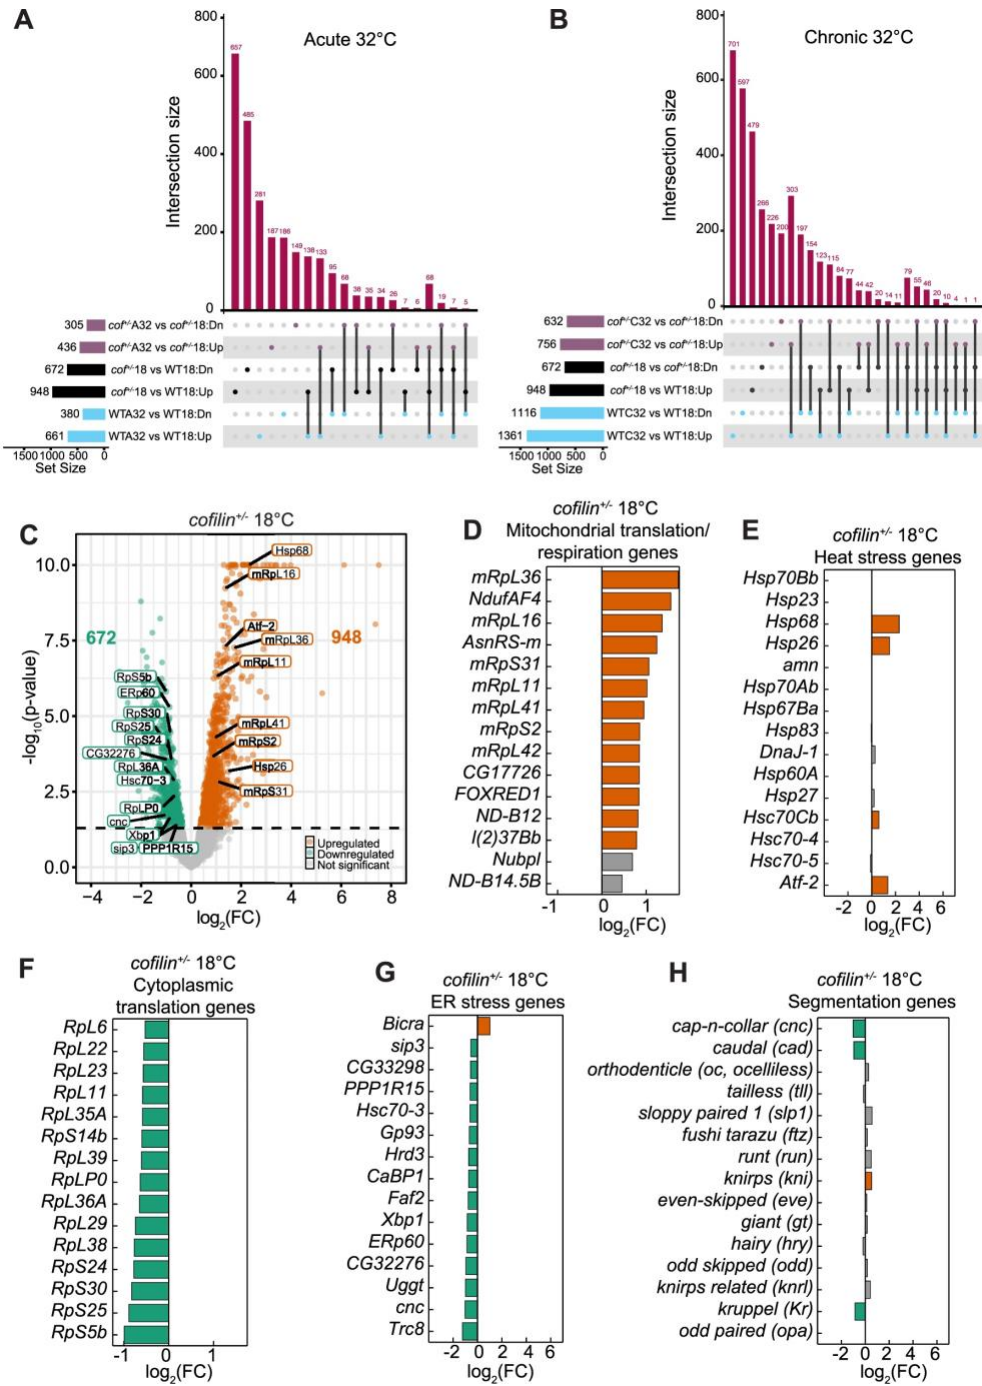 A
Acute 32°C
Intersection size
800
600
400
200
0
657
485
281
187
186
149
138
133
95
68
38
35
34
26
7
6
68
19
7
5
305 cof+/-A32 vs cof+/-18:Dn
436 cof+/-A32 vs cof+/-18:Up
672 cof+/-18 vs WT18:Dn
948 cof+/-18 vs WT18:Up
380 WTA32 vs WT18:Dn
661 WTA32 vs WT18:Up
1500 1000 500 0
Set Size
B
Chronic 32°C
Intersection size
800
600
400
200
0
701
597
479
266
226
200
303
197
154
123
115
84
77
44
42
20
14
11
79
55
46
20
10
4
1
1
632 cof+/-C32 vs cof+/-18:Dn
756 cof+/-C32 vs cof+/-18:Up
672 cof+/-18 vs cof+/-18:Dn
948 cof+/-18 vs WT18:Up
1116 WTC32 vs WT18:Dn
1361 WTC32 vs WT18:Up
1500 1000 500 0
Set Size
C
cofilin+/- 18°C
-log10(p-value)
10.0
7.5
5.0
2.5
0.0
672
948
Hsp68
mRpL16
Atf-2
mRpL36
mRpL11
mRpL41
mRpS2
Hsp26
mRpS31
RpS5b
ERp60
RpS30
RpS25
RpS24
CG32276
RpL36A
Hsc70-3
RpLP0
cnc
Xbp1
sip3
PPP1R15
Upregulated
Downregulated
Not significant
−4 −2 0 2 4 6 8
log2(FC)
D
cofilin+/- 18°C
Mitochondrial translation/
respiration genes
mRpL36
NdufAF4
mRpL16
AsnRS-m
mRpS31
mRpL11
mRpL41
mRpS2
mRpL42
CG17726
FOXRED1
ND-B12
l(2)37Bb
Nubpl
ND-B14.5B
-1 0 1
log2(FC)
E
cofilin+/- 18°C
Heat stress genes
Hsp70Bb
Hsp23
Hsp68
Hsp26
amn
Hsp70Ab
Hsp67Ba
Hsp83
DnaJ-1
Hsp60A
Hsp27
Hsc70Cb
Hsc70-4
Hsc70-5
Atf-2
-4 -2 0 2 4 6
log2(FC)
F
cofilin+/- 18°C
Cytoplasmic
translation genes
RpL6
RpL22
RpL23
RpL11
RpL35A
RpS14b
RpL39
RpLP0
RpL36A
RpL29
RpL38
RpS24
RpS30
RpS25
RpS5b
-1 0 1
log2(FC)
G
cofilin+/- 18°C
ER stress genes
Bicra
sip3
CG33298
PPP1R15
Hsc70-3
Gp93
Hrd3
CaBP1
Faf2
Xbp1
ERp60
CG32276
Uggt
cnc
Trc8
-4 -2 0 2 4 6
log2(FC)
H
cofilin+/- 18°C
Segmentation genes
cap-n-collar (cnc)
caudal (cad)
orthodenticle (oc, ocelliless)
tailless (tll)
sloppy paired 1 (slp1)
fushi tarazu (ftz)
runt (run)
knirps (kni)
even-skipped (eve)
giant (gt)
hairy (hry)
odd skipped (odd)
knirps related (knrl)
kruppel (Kr)
odd paired (opa)
-4 -2 0 2 4 6
log2(FC)